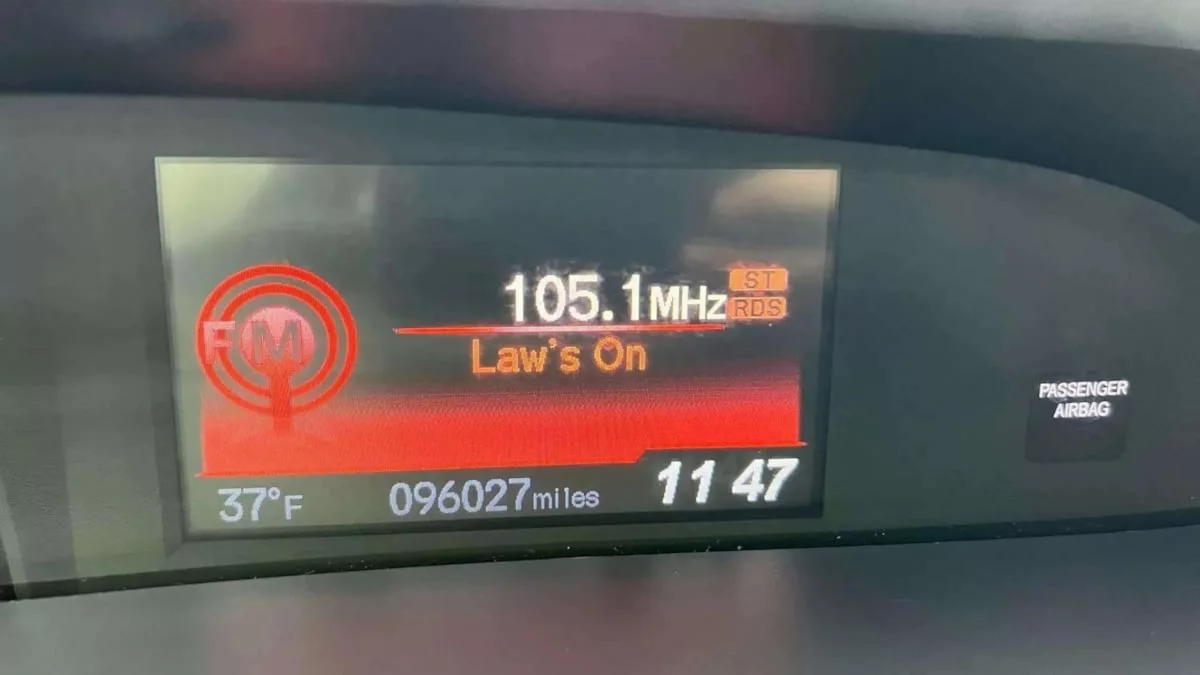 105.1MHz ST
RDS
FM
Law's On
PASSENGER
AIRBAG
37°F 096027miles 11 47